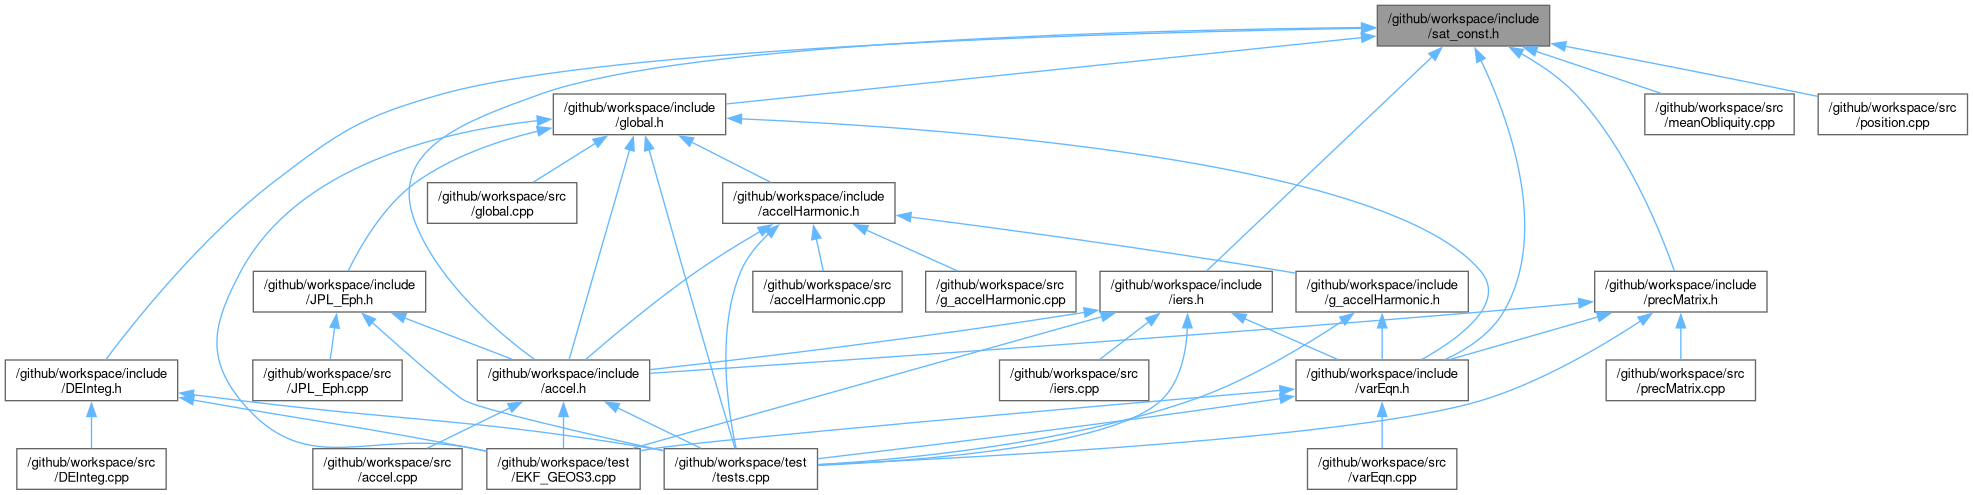 /github/workspace/include
/sat_const.h
/github/workspace/include
/global.h
/github/workspace/src
/meanObliquity.cpp
/github/workspace/src
/position.cpp
/github/workspace/src
/global.cpp
/github/workspace/include
/accelHarmonic.h
/github/workspace/include
/JPL_Eph.h
/github/workspace/src
/accelHarmonic.cpp
/github/workspace/src
/g_accelHarmonic.cpp
/github/workspace/include
/iers.h
/github/workspace/include
/g_accelHarmonic.h
/github/workspace/include
/precMatrix.h
/github/workspace/include
/DEInteg.h
/github/workspace/src
/JPL_Eph.cpp
/github/workspace/include
/accel.h
/github/workspace/src
/iers.cpp
/github/workspace/include
/varEqn.h
/github/workspace/src
/precMatrix.cpp
/github/workspace/src
/DEInteg.cpp
/github/workspace/src
/accel.cpp
/github/workspace/test
/EKF_GEOS3.cpp
/github/workspace/test
/tests.cpp
/github/workspace/src
/varEqn.cpp